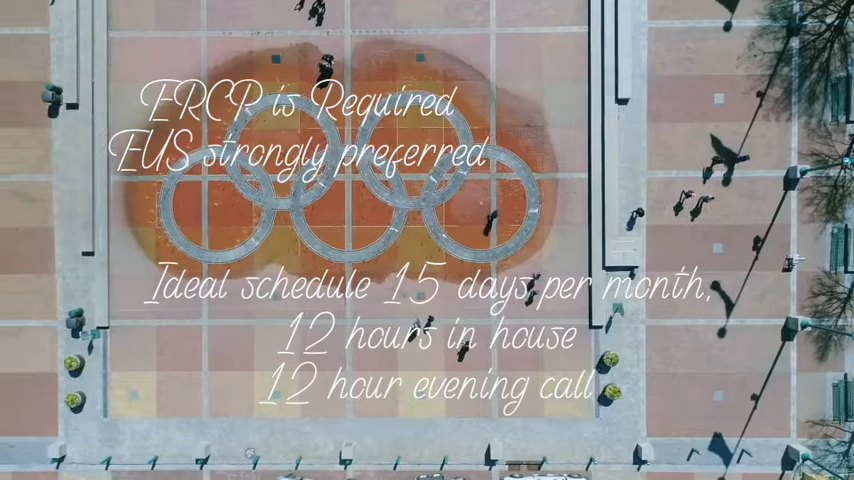 ERCP is Required
EUS strongly preferred
Ideal schedule 15 days per month,
12 hours in house
12 hour evening call